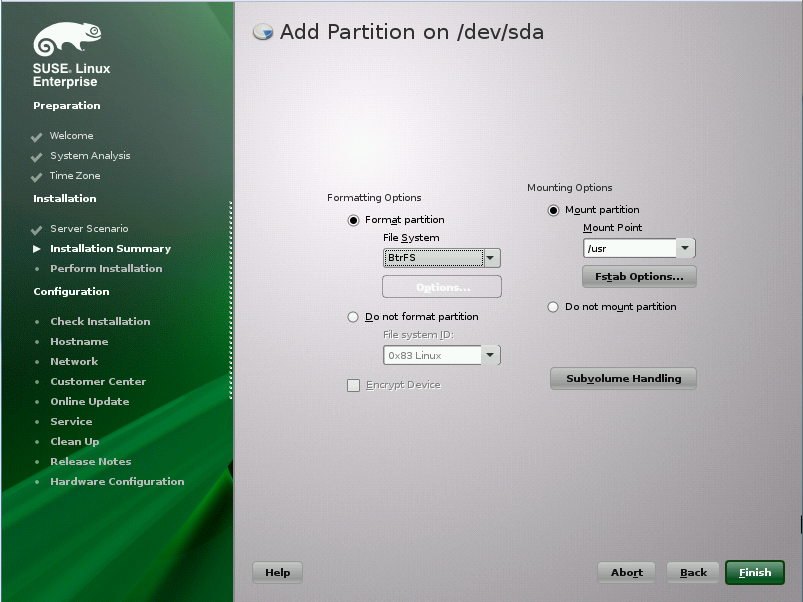 SUSE. Linux
Enterprise
Preparation
Welcome
System Analysis
Time Zone
Installation
Server Scenario
Installation Summary
Perform Installation
Configuration
Check Installation
Hostname
Network
Customer Center
Online Update
Service
Clean Up
Release Notes
Hardware Configuration
Add Partition on /dev/sda
Formatting Options
Format partition
File System
BtrFS
Options...
Do not format partition
File system ID:
0x83 Linux
Encrypt Device
Mounting Options
Mount partition
Mount Point
/usr
Fstab Options...
Do not mount partition
Subvolume Handling
Help
Abort
Back
Finish